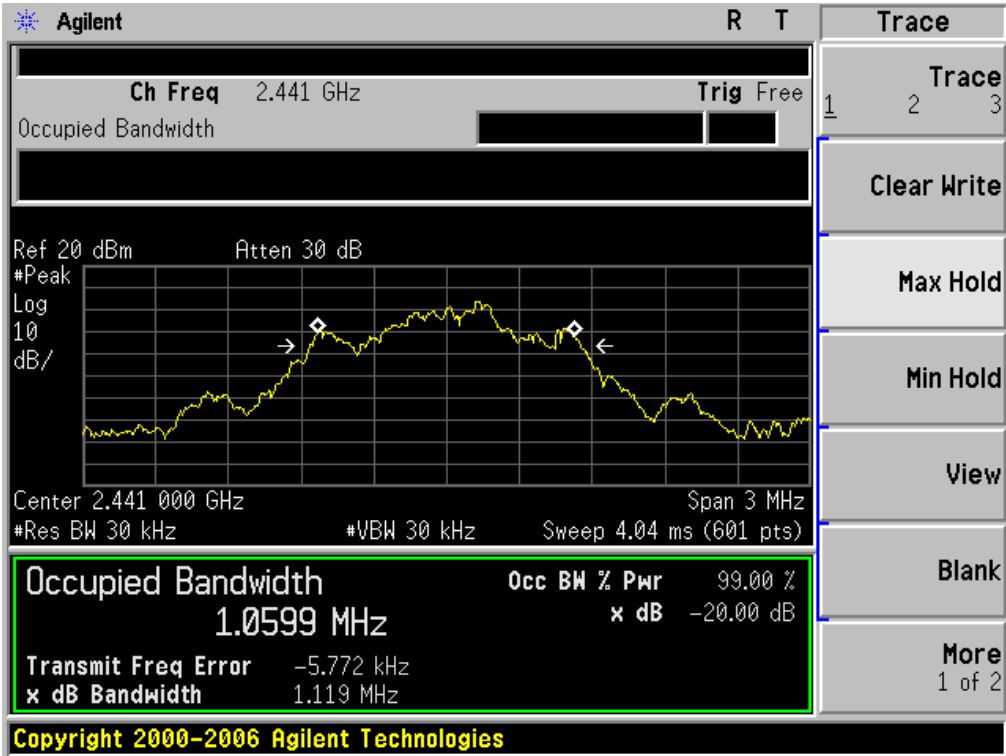 Agilent R T
Trace
Ch Freq 2.441 GHz Trig Free
Occupied Bandwidth
Trace
1 2 3
Clear Write
Max Hold
Min Hold
View
Blank
More
1 of 2
Ref 20 dBm Atten 30 dB
#Peak
Log
10
dB/
Center 2.441 000 GHz Span 3 MHz
#Res BW 30 kHz #VBW 30 kHz Sweep 4.04 ms (601 pts)
Occupied Bandwidth Occ BW % Pwr 99.00 %
1.0599 MHz x dB -20.00 dB
Transmit Freq Error -5.772 kHz
x dB Bandwidth 1.119 MHz
Copyright 2000-2006 Agilent Technologies